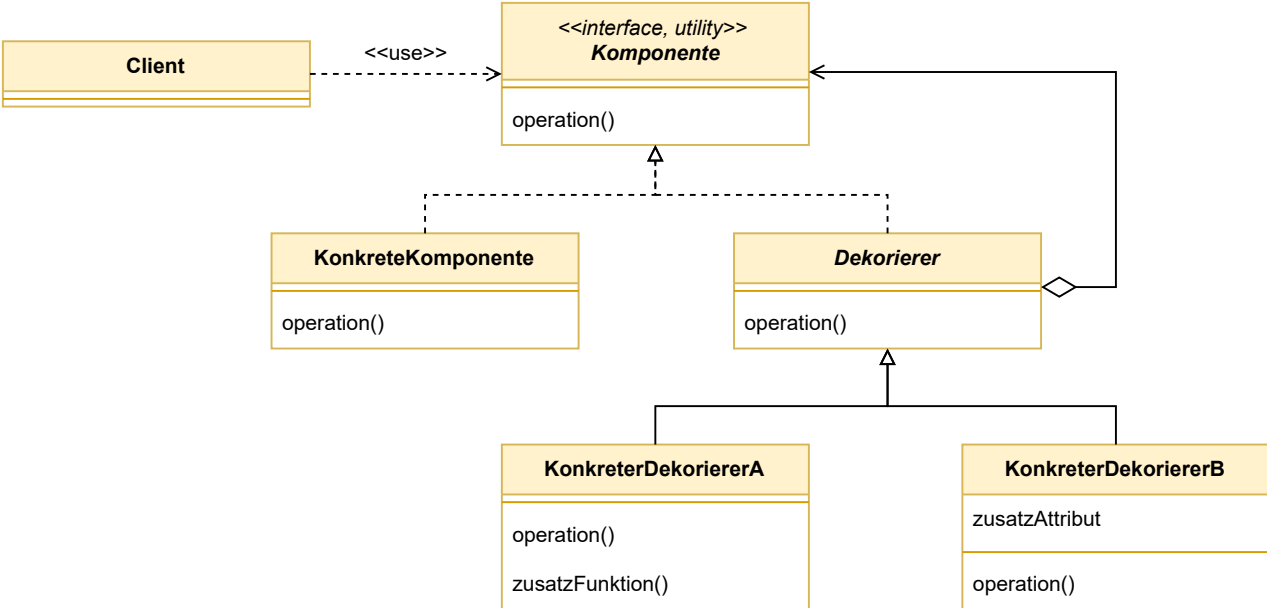 Client
<<use>>
<<interface, utility>>
Komponente
operation()
KonkreteKomponente
operation()
Dekorierer
operation()
KonkreterDekoriererA
operation()
zusatzFunktion()
KonkreterDekoriererB
zusatzAttribut
operation()